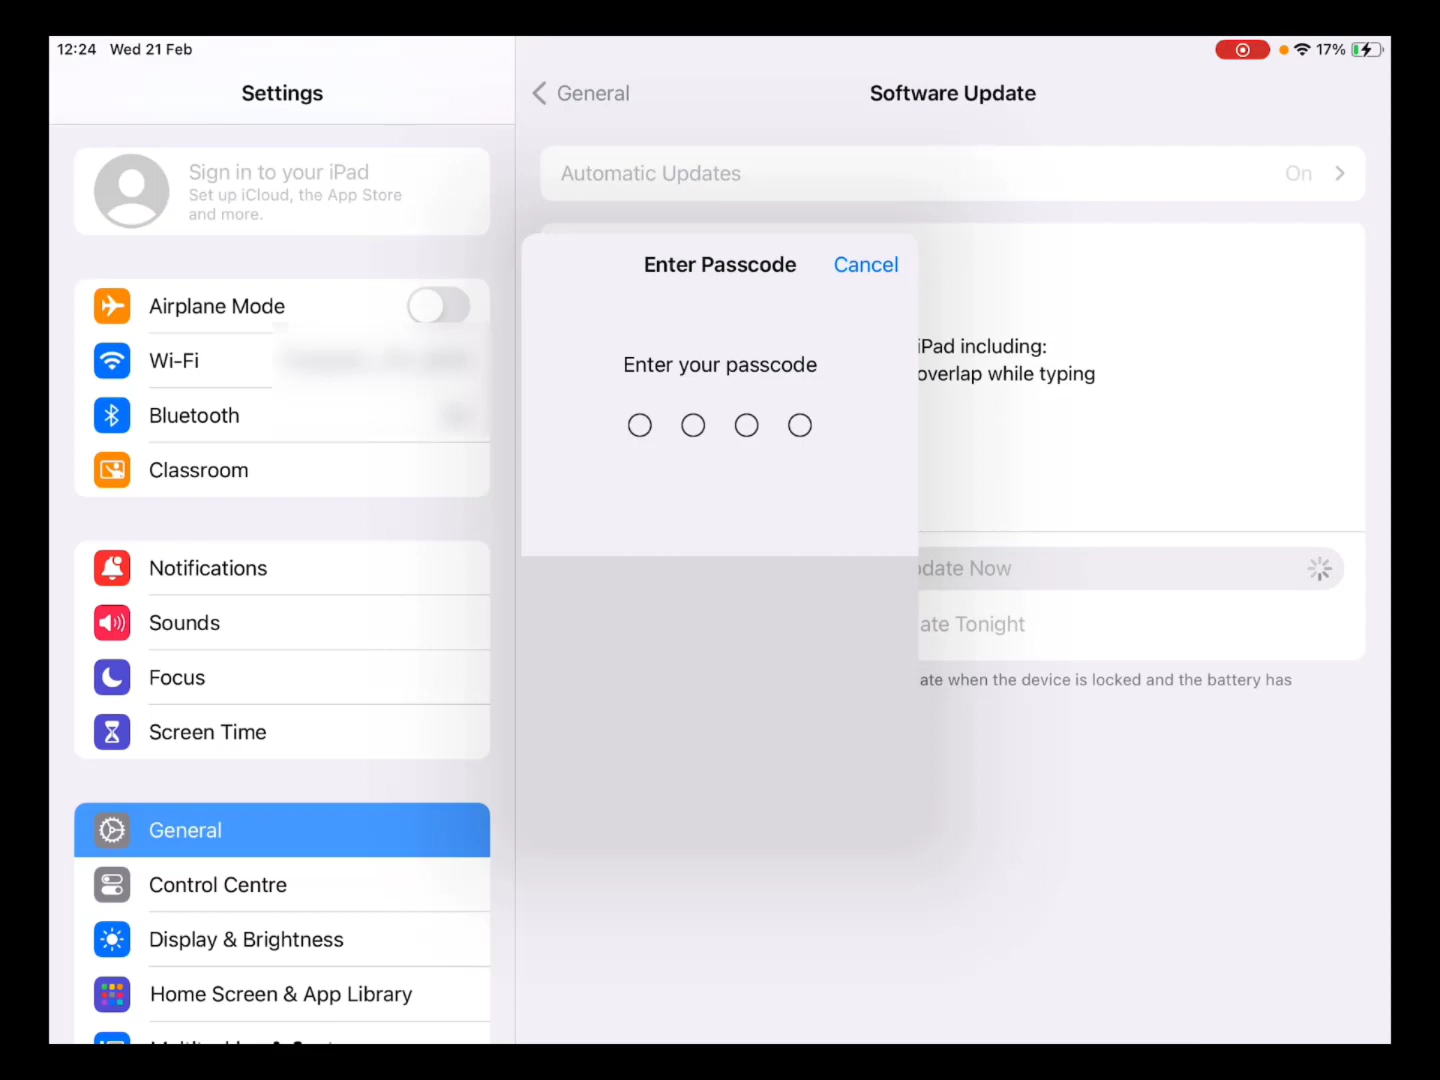 12:24 Wed 21 Feb
17%
Settings
General
Software Update
Sign in to your iPad
Set up iCloud, the App Store
and more.
Automatic Updates
On
Enter Passcode
Cancel
Enter your passcode
iPad including:
overlap while typing
Airplane Mode
Wi-Fi
Bluetooth
Classroom
Notifications
Sounds
Focus
Screen Time
General
Control Centre
Display & Brightness
Home Screen & App Library
date Now
ate Tonight
ate when the device is locked and the battery has